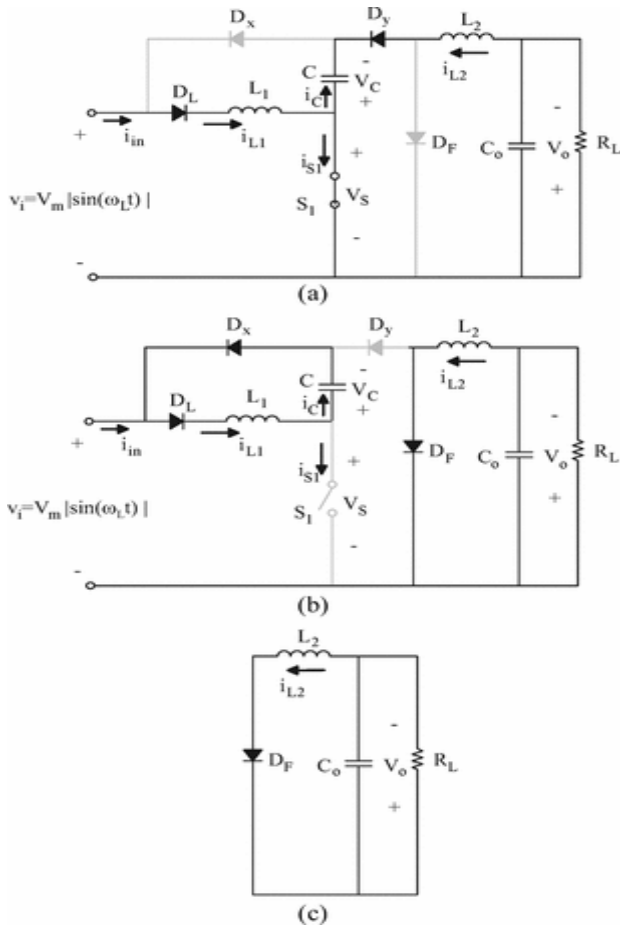 Dx
Dy
L2
DL
L1
C
VC
iC
iL2
+
-
+
iin
iL1
iS1
+
DF
Co
-
Vo
+
RL
vi=Vm|sin(ωLt)|
S1
VS
-
-
(a)
Dx
Dy
L2
DL
L1
C
VC
iC
iL2
+
-
+
iin
iL1
iS1
+
DF
Co
-
Vo
+
RL
vi=Vm|sin(ωLt)|
S1
VS
-
-
(b)
L2
iL2
DF
Co
-
Vo
+
RL
(c)